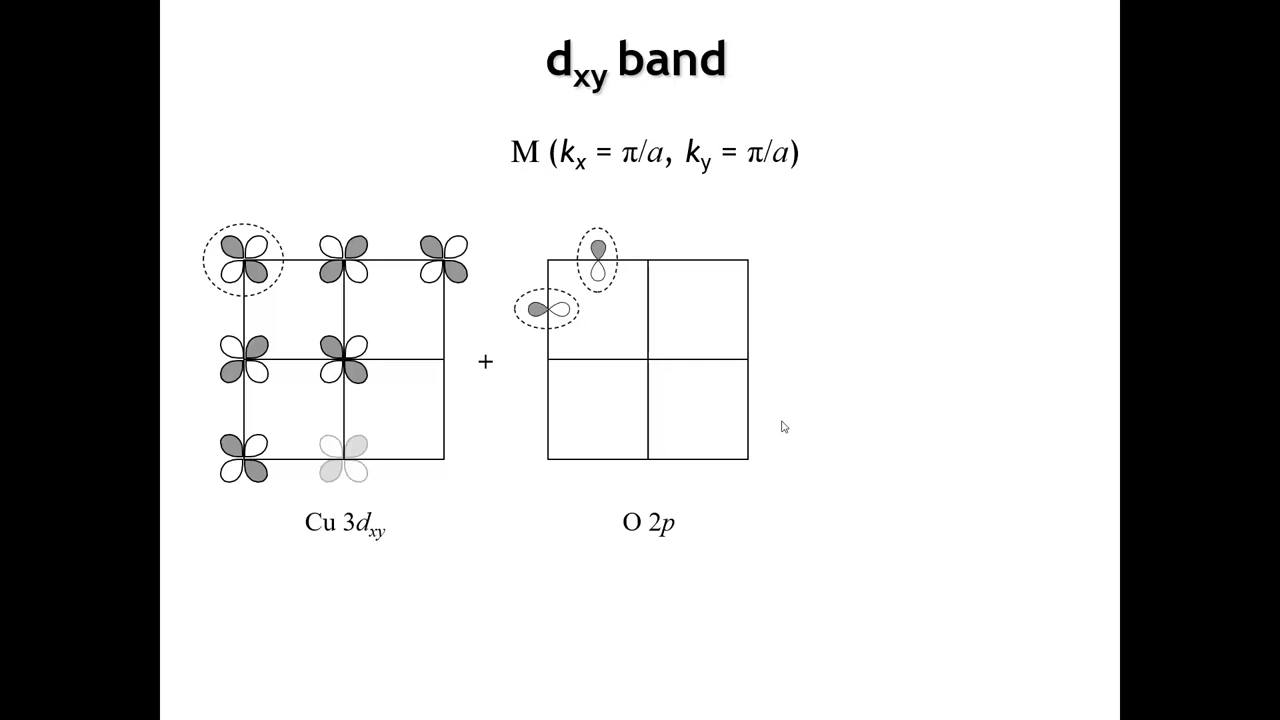 dxy band
M (kx = π/a, ky = π/a)
+
Cu 3dxy
O 2p